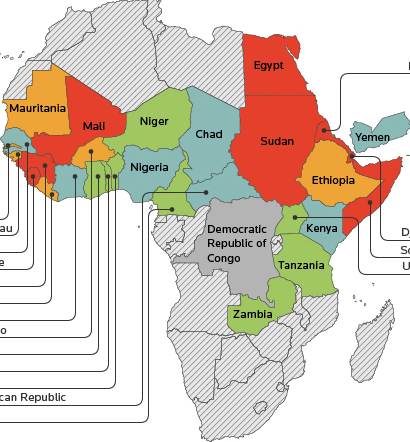 Egypt
Mauritania
Mali
Niger
Chad
Sudan
Yemen
Nigeria
Ethiopia
Democratic
Republic of
Congo
Kenya
au
D
So
e
Tanzania
U
Zambia
o
can Republic